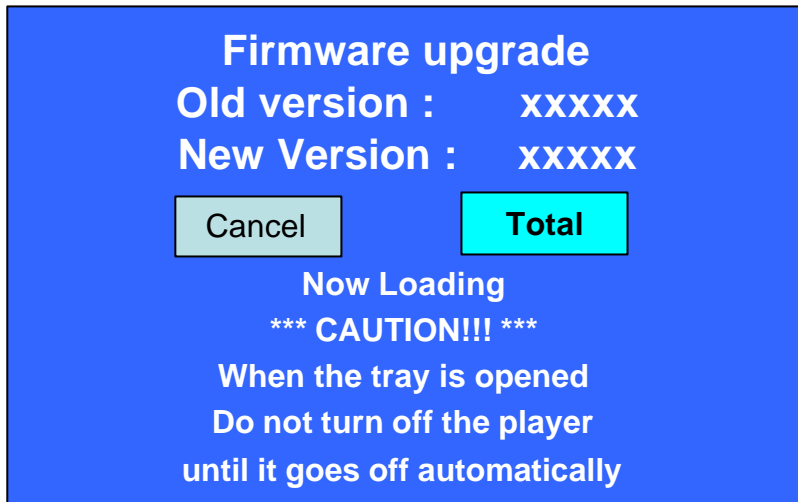 Firmware upgrade
Old version : xxxxx
New Version : xxxxx
Cancel Total
Now Loading
*** CAUTION!!! ***
When the tray is opened
Do not turn off the player
until it goes off automatically